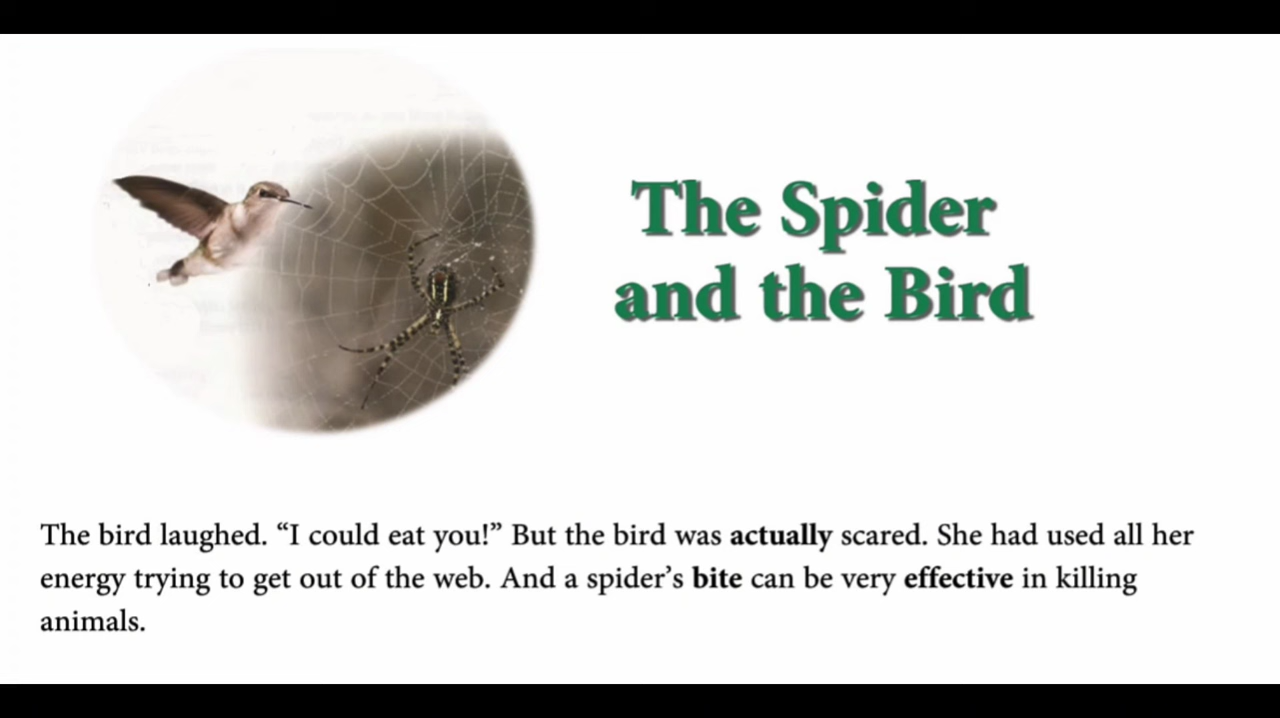 The Spider
and the Bird
The bird laughed. “I could eat you!” But the bird was actually scared. She had used all her
energy trying to get out of the web. And a spider’s bite can be very effective in killing
animals.